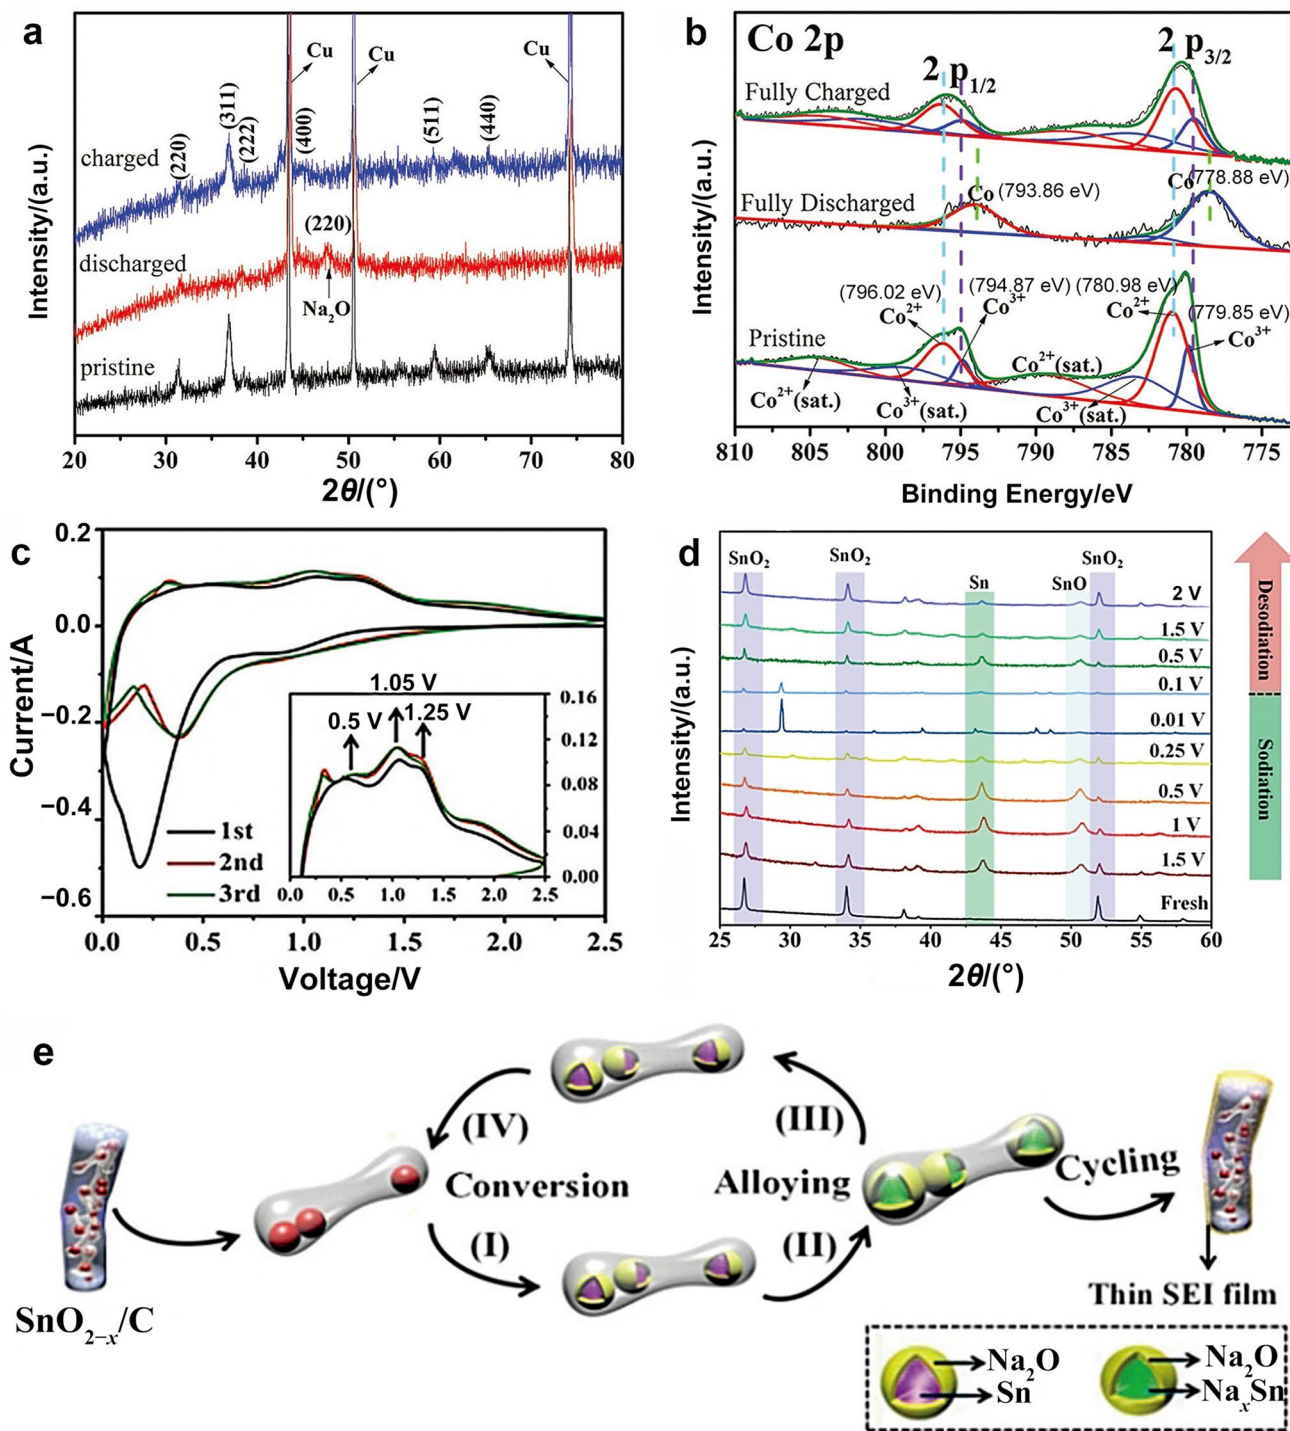 a
Intensity/(a.u.)
Cu
Cu
Cu
(220)
(311)
(222)
(400)
(511)
(440)
charged
(220)
discharged
Na2O
pristine
20 30 40 50 60 70 80
2θ/(°)
b
Co 2p
Intensity/(a.u.)
2 p1/2
2 p3/2
Fully Charged
Co (793.86 eV)
Co (778.88 eV)
Fully Discharged
(796.02 eV)
(794.87 eV)
(780.98 eV)
(779.85 eV)
Co2+
Co3+
Co2+
Co3+
Pristine
Co2+(sat.)
Co3+(sat.)
Co2+(sat.)
Co3+(sat.)
810 805 800 795 790 785 780 775
Binding Energy/eV
c
Current/A
0.2
0.0
−0.2
−0.4
−0.6
1st
2nd
3rd
0.5 V
1.05 V
1.25 V
0.16
0.12
0.08
0.04
0.00
0.0 0.5 1.0 1.5 2.0 2.5
0.0 0.5 1.0 1.5 2.0 2.5
Voltage/V
d
Intensity/(a.u.)
SnO2
SnO2
Sn
SnO
SnO2
2 V
1.5 V
0.5 V
0.1 V
0.01 V
0.25 V
0.5 V
1 V
1.5 V
Fresh
25 30 35 40 45 50 55 60
2θ/(°)
Desodiation
Sodiation
e
SnO2−x/C
(IV)
(III)
Conversion
Alloying
(I)
(II)
Cycling
Thin SEI film
Na2O
Sn
Na2O
NaxSn